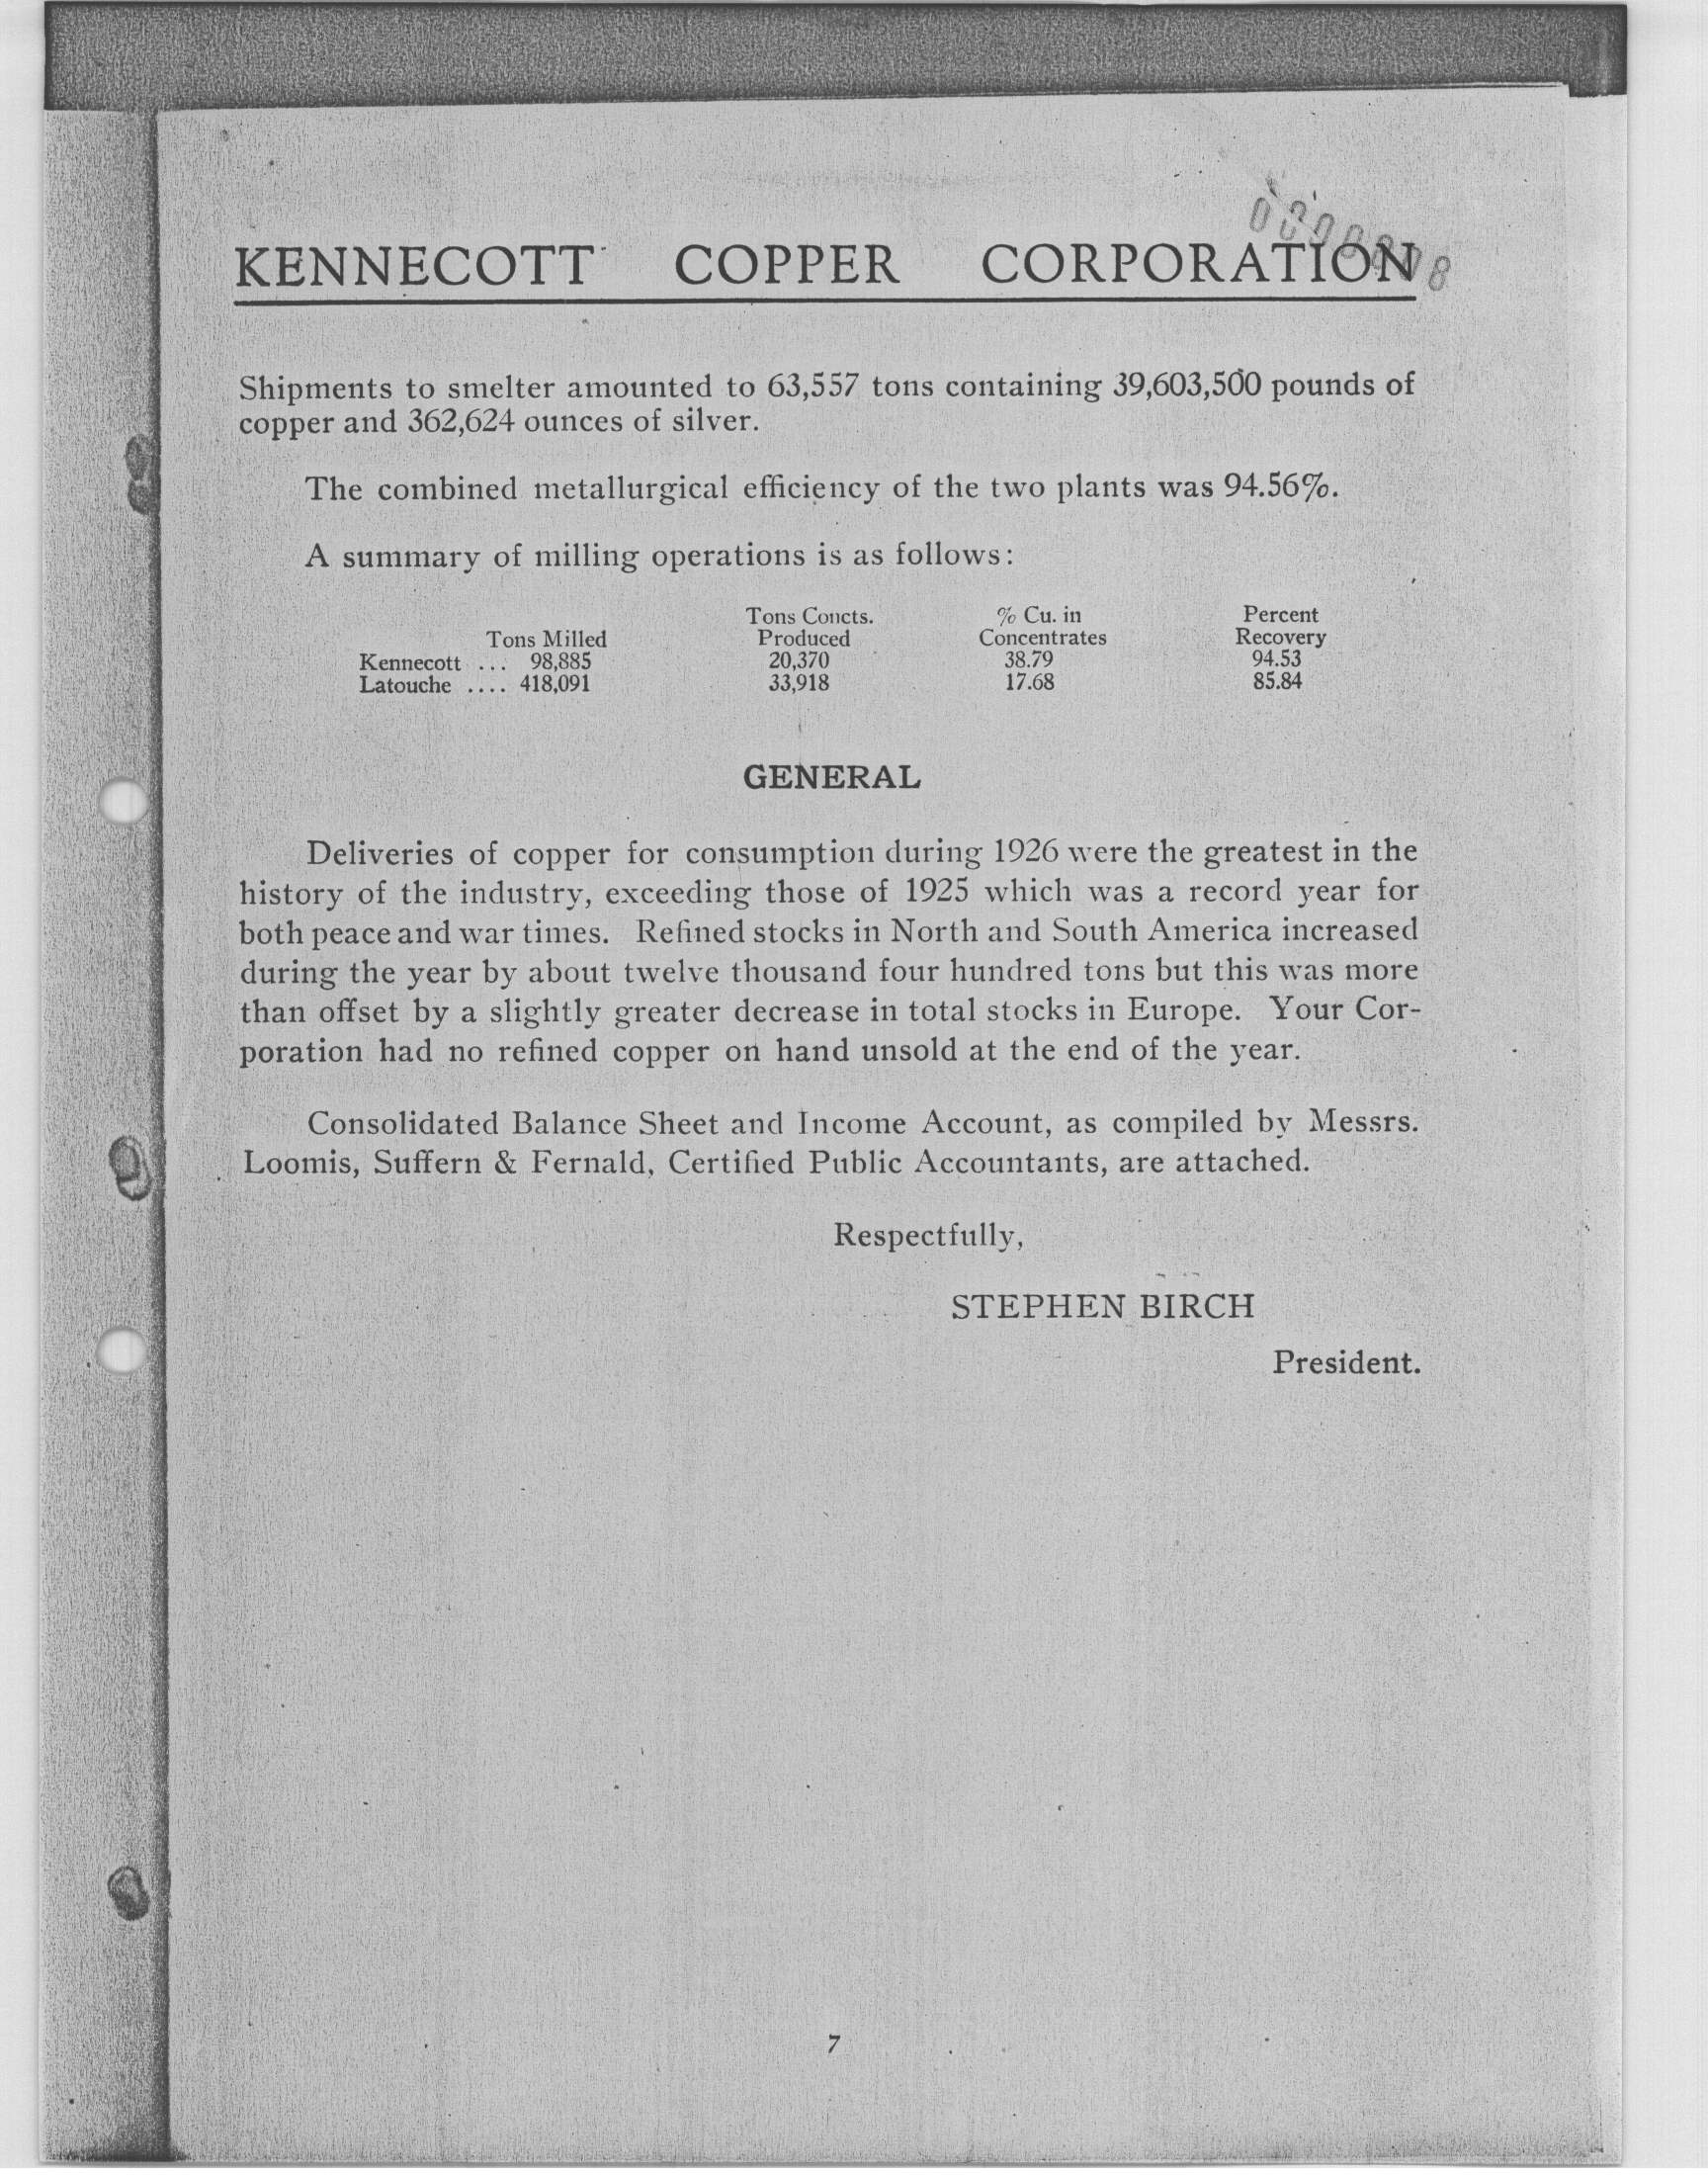 KENNECOTT COPPER CORPORATION
Shipments to smelter amounted to 63,557 tons containing 39,603,500 pounds of
copper and 362,624 ounces of silver.
The combined metallurgical efficiency of the two plants was 94.56%.
A summary of milling operations is as follows:
Tons Milled Tons Concts. Produced % Cu. in Concentrates Percent Recovery
Kennecott ... 98,885 20,370 38.79 94.53
Latouche .... 418,091 33,918 17.68 85.84
GENERAL
Deliveries of copper for consumption during 1926 were the greatest in the
history of the industry, exceeding those of 1925 which was a record year for
both peace and war times. Refined stocks in North and South America increased
during the year by about twelve thousand four hundred tons but this was more
than offset by a slightly greater decrease in total stocks in Europe. Your Cor-
poration had no refined copper on hand unsold at the end of the year.
Consolidated Balance Sheet and Income Account, as compiled by Messrs.
Loomis, Suffern & Fernald, Certified Public Accountants, are attached.
Respectfully,
STEPHEN BIRCH
President.
7